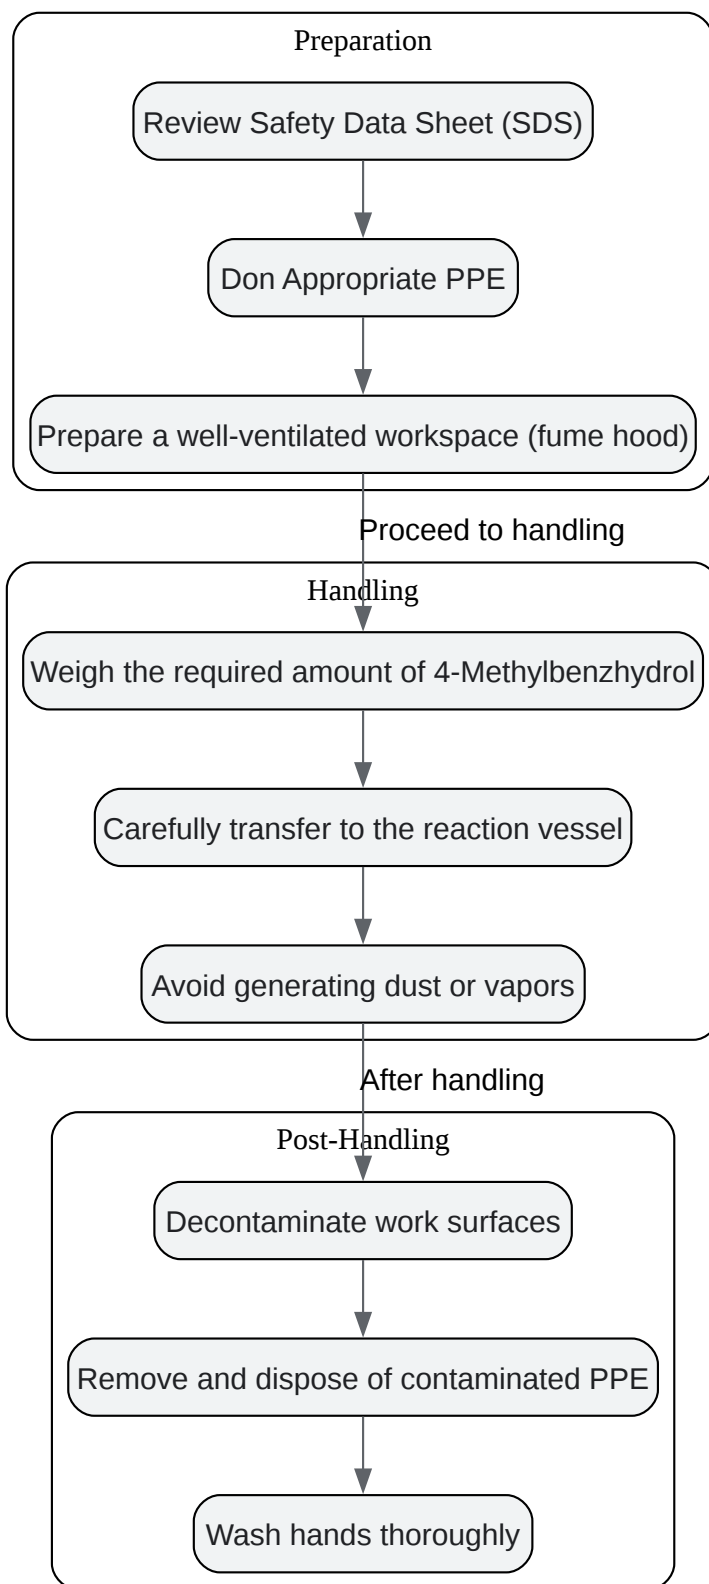 Preparation
Review Safety Data Sheet (SDS)
Don Appropriate PPE
Prepare a well-ventilated workspace (fume hood)
Proceed to handling
Handling
Weigh the required amount of 4-Methylbenzhydrol
Carefully transfer to the reaction vessel
Avoid generating dust or vapors
After handling
Post-Handling
Decontaminate work surfaces
Remove and dispose of contaminated PPE
Wash hands thoroughly